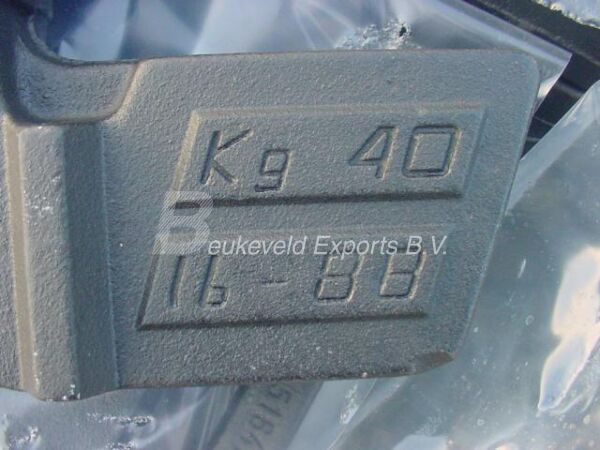 Kg 40
Beukeveld Exports B.V.
lb - 88